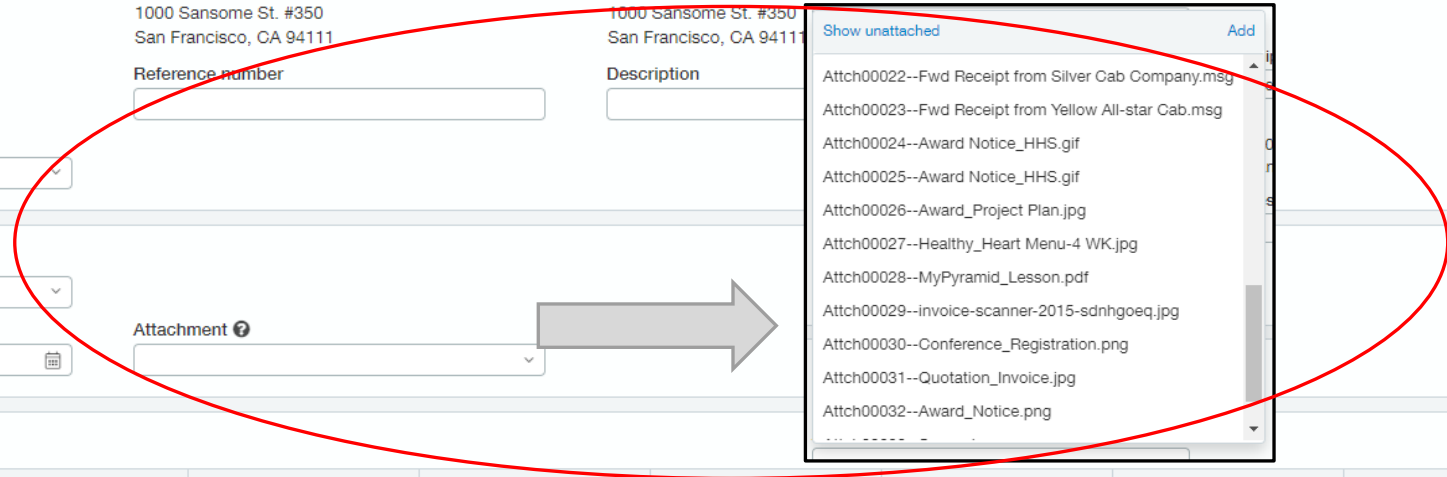 1000 Sansome St. #350
San Francisco, CA 94111
Reference number
1000 Sansome St. #350
San Francisco, CA 94111
Description
Attachment
Show unattached
Add
Attch00022--Fwd Receipt from Silver Cab Company.msg
Attch00023--Fwd Receipt from Yellow All-star Cab.msg
Attch00024--Award Notice_HHS.gif
Attch00025--Award Notice_HHS.gif
Attch00026--Award_Project Plan.jpg
Attch00027--Healthy_Heart Menu-4 WK.jpg
Attch00028--MyPyramid_Lesson.pdf
Attch00029--invoice-scanner-2015-sdnhgoeq.jpg
Attch00030--Conference_Registration.png
Attch00031--Quotation_Invoice.jpg
Attch00032--Award_Notice.png